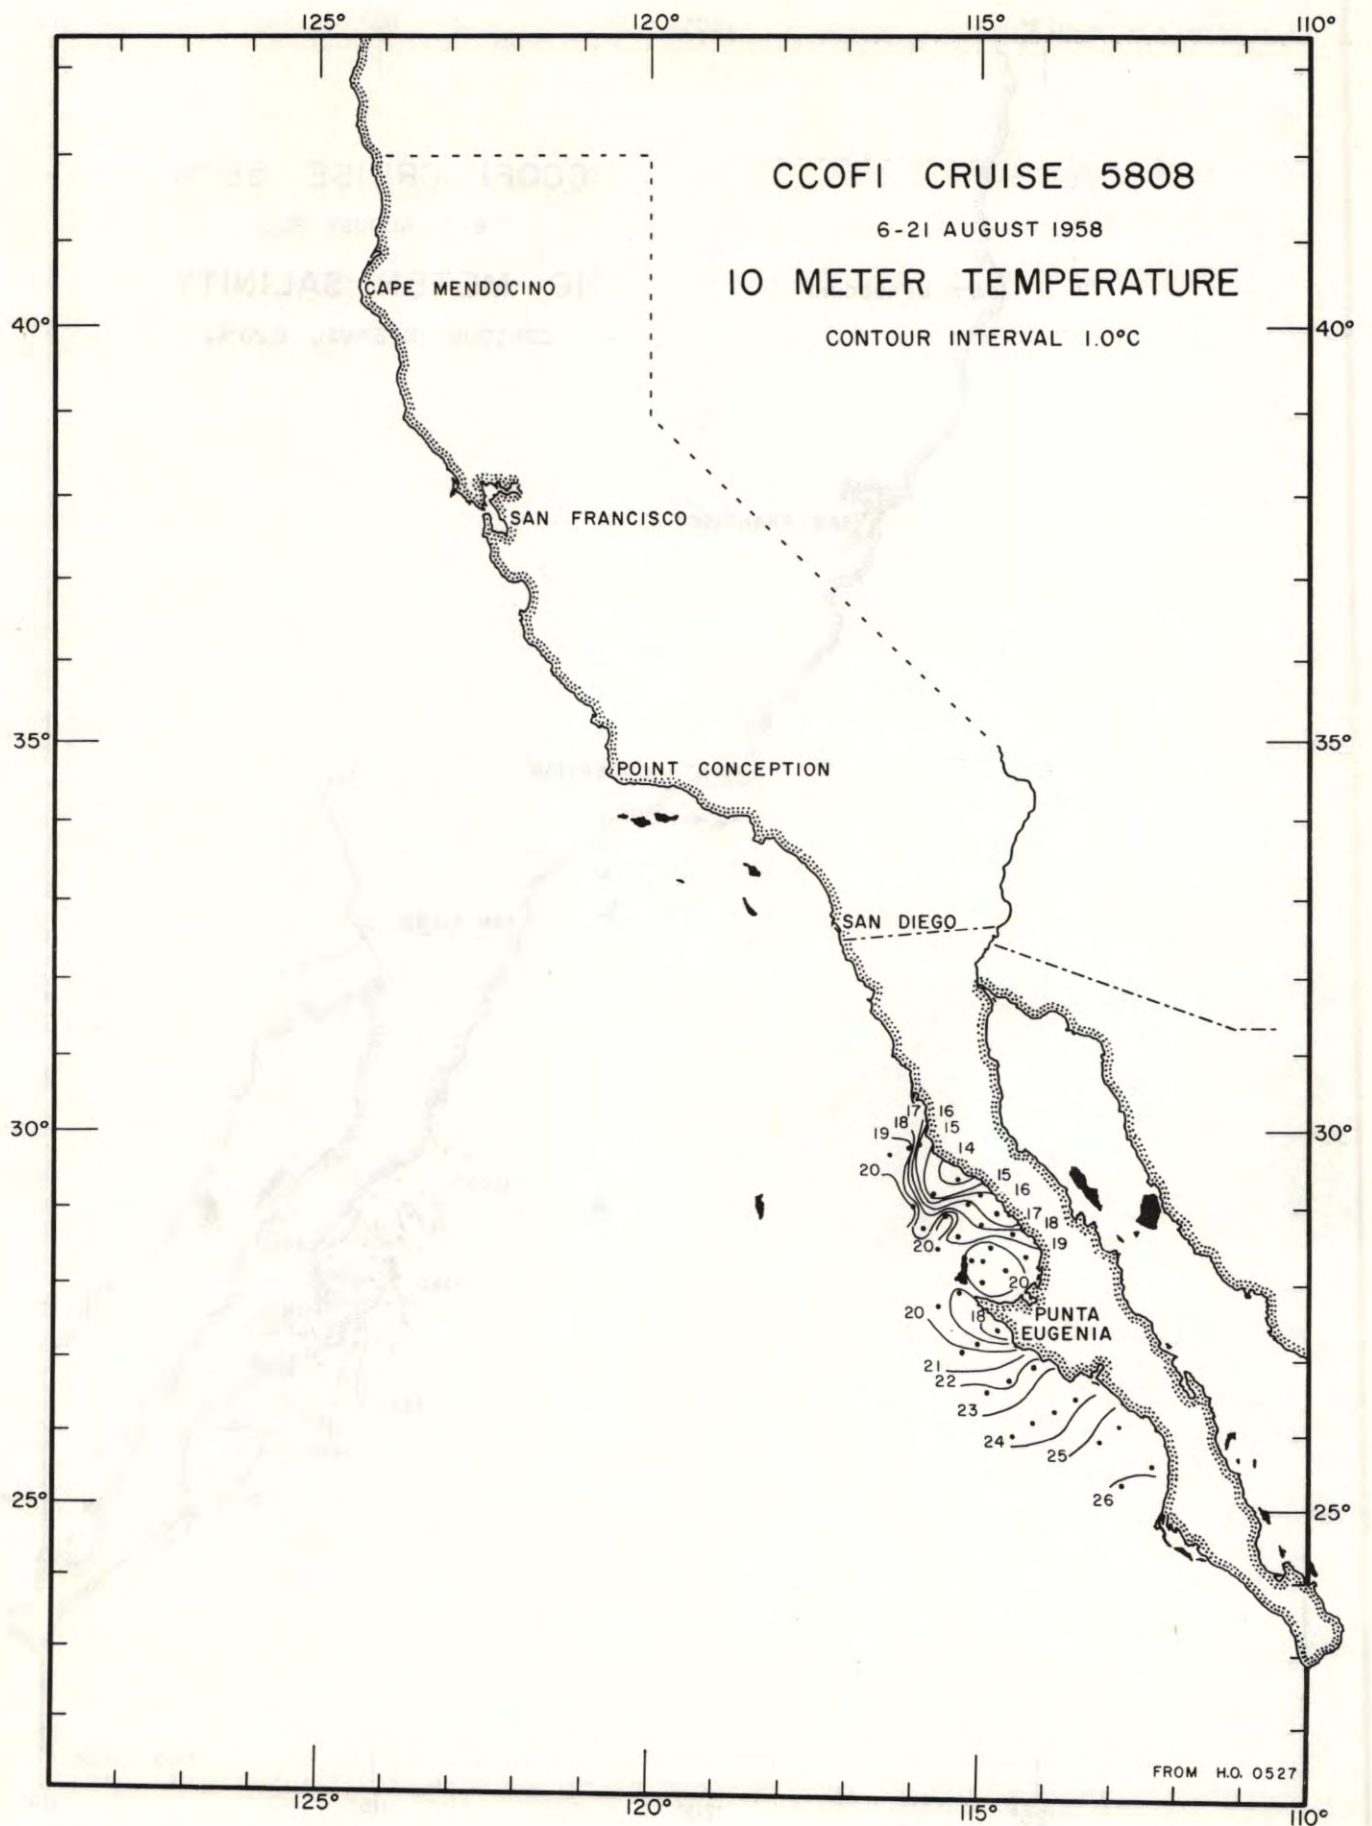 125° 120° 115° 110°
CCOFI CRUISE 5808
6-21 AUGUST 1958
10 METER TEMPERATURE
CONTOUR INTERVAL 1.0°C
CAPE MENDOCINO
40° 40°
SAN FRANCISCO
35° 35°
POINT CONCEPTION
SAN DIEGO
17 16
18 15
30° 30°
19 14
20 15
16
17 18
20 19
20
20 18 PUNTA
EUGENIA
21
22
23
24 25
26
25° 25°
FROM H.O. 0527
125° 120° 115° 110°